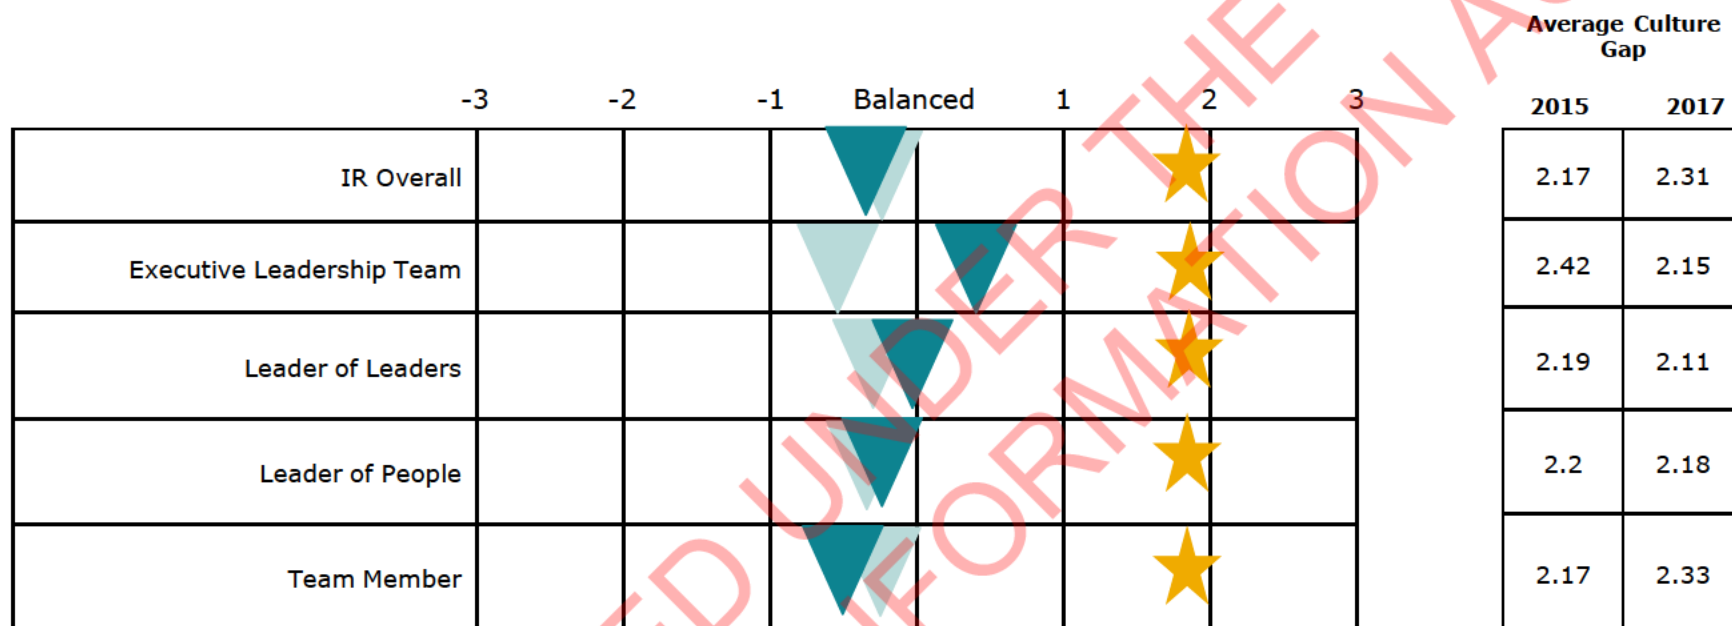 Average Culture
Gap
-3 -2 -1 Balanced 1 2 3 2015 2017
IR Overall 2.17 2.31
Executive Leadership Team 2.42 2.15
Leader of Leaders 2.19 2.11
Leader of People 2.2 2.18
Team Member 2.17 2.33
UNDER THE